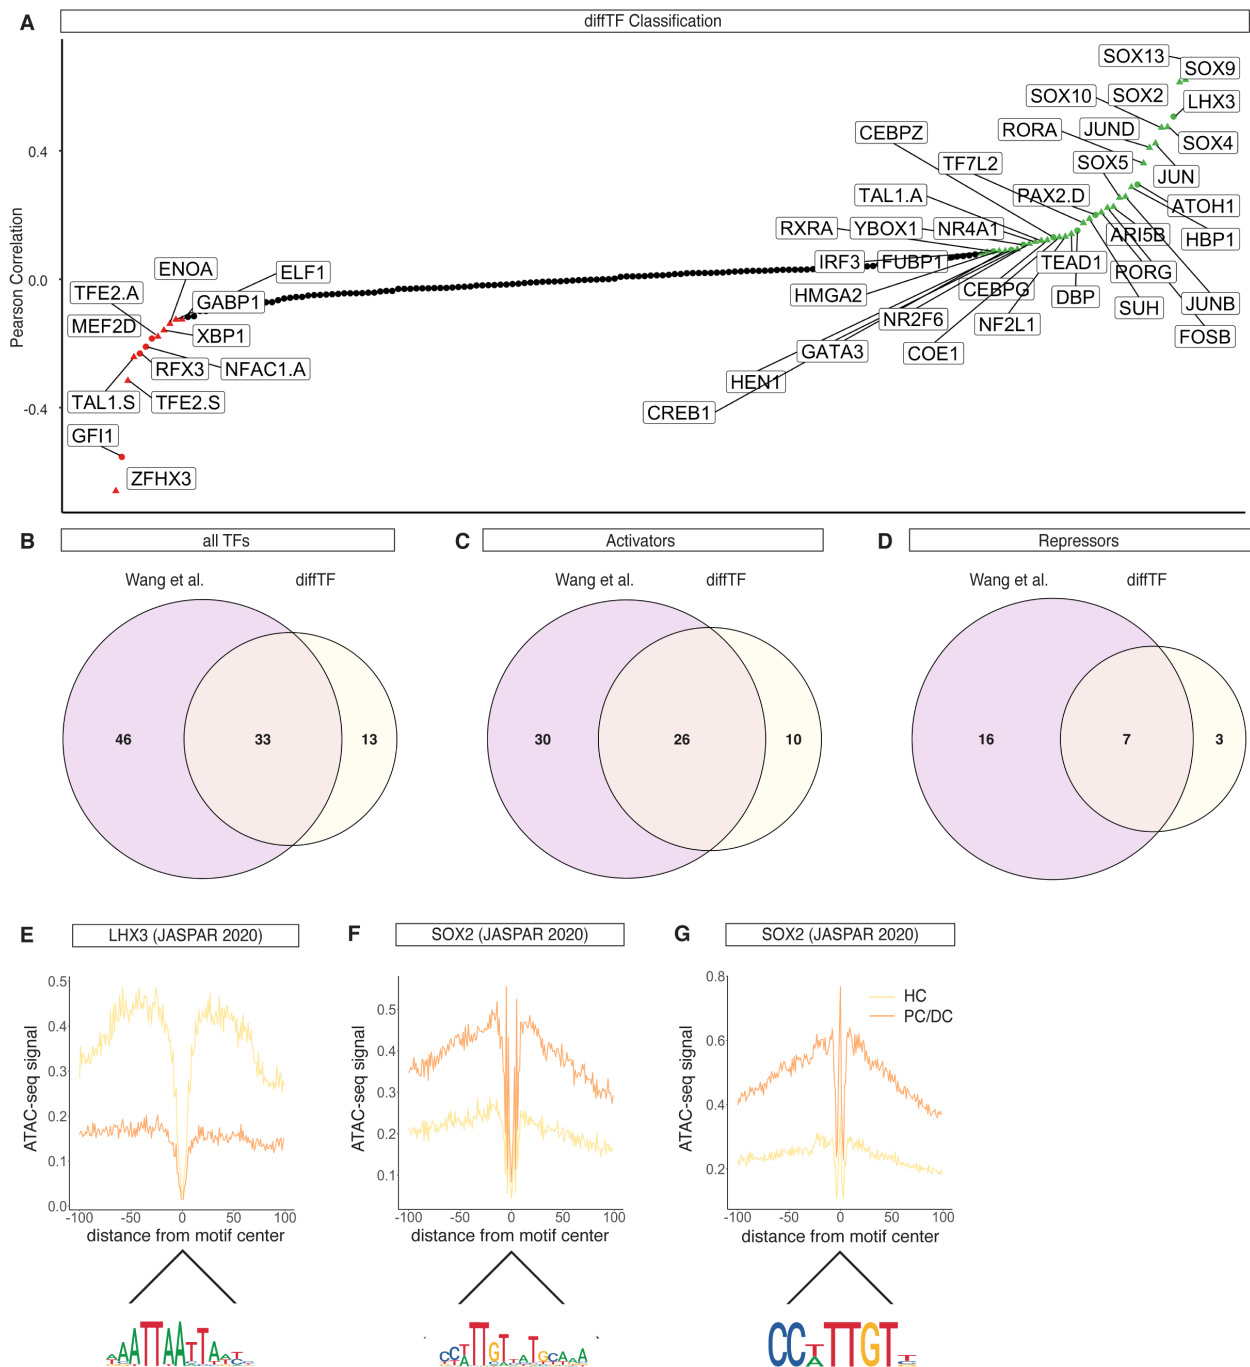 A
diffTF Classification
Pearson Correlation
0.4
0.0
-0.4
SOX13
SOX9
SOX10
SOX2
LHX3
CEBPZ
RORA
JUND
SOX4
TF7L2
SOX5
JUN
TAL1.A
PAX2.D
ATOH1
RXRA
YBOX1
NR4A1
ARI5B
HBP1
IRF3
FUBP1
TEAD1
PORG
HMGA2
CEBPG
DBP
SUH
JUNB
NR2F6
NF2L1
FOSB
GATA3
COE1
HEN1
CREB1
ENOA
ELF1
TFE2.A
GABP1
MEF2D
XBP1
RFX3
NFAC1.A
TAL1.S
TFE2.S
GFI1
ZFHX3
B
all TFs
Wang et al.
diffTF
46
33
13
C
Activators
Wang et al.
diffTF
30
26
10
D
Repressors
Wang et al.
diffTF
16
7
3
E
LHX3 (JASPAR 2020)
ATAC-seq signal
0.5
0.4
0.3
0.2
0.1
0.0
-100 -50 0 50 100
distance from motif center
F
SOX2 (JASPAR 2020)
ATAC-seq signal
0.5
0.4
0.3
0.2
0.1
-100 -50 0 50 100
distance from motif center
G
SOX2 (JASPAR 2020)
HC
PC/DC
ATAC-seq signal
0.8
0.6
0.4
0.2
-100 -50 0 50 100
distance from motif center
AAATTAATTA
CCTTTGT
ATGCAAA
CCATTGT